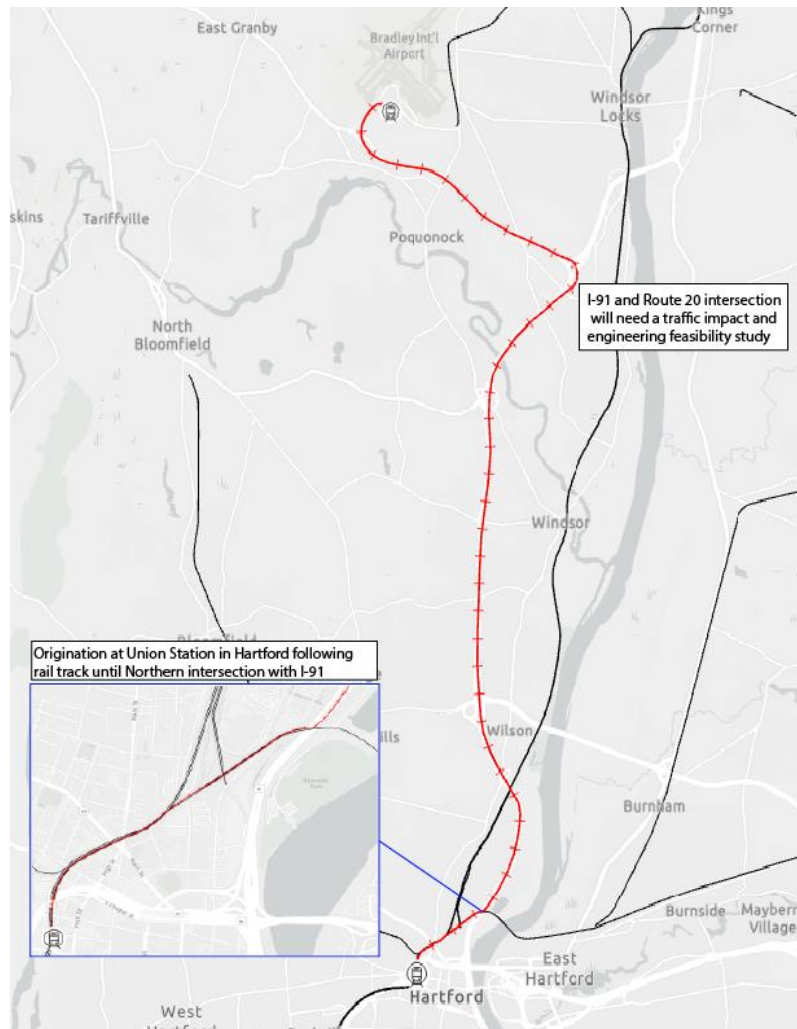 Kings
Corner
East Granby
Bradley Int'l
Airport
Windsor
Locks
Tariffville
Poquonock
I-91 and Route 20 intersection
will need a traffic impact and
engineering feasibility study
North
Bloomfield
Windsor
Origination at Union Station in Hartford following
rail track until Northern intersection with I-91
Wilson
Burnham
Burnside
East
Hartford
Hartford
West